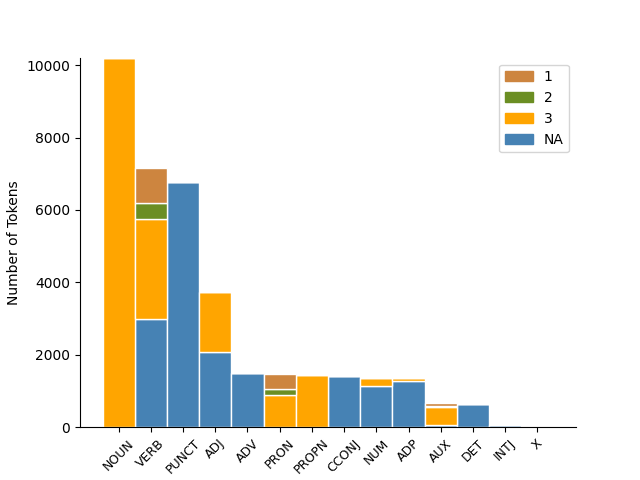 10000
8000
6000
4000
2000
0
Number of Tokens
1
2
3
NA
NOUN
VERB
PUNCT
ADJ
ADV
PRON
PROPN
CCONJ
NUM
ADP
AUX
DET
INTJ
X